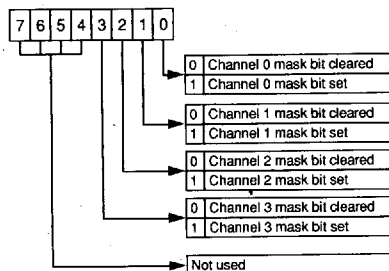 7 6 5 4 3 2 1 0
0 Channel 0 mask bit cleared
1 Channel 0 mask bit set
0 Channel 1 mask bit cleared
1 Channel 1 mask bit set
0 Channel 2 mask bit cleared
1 Channel 2 mask bit set
0 Channel 3 mask bit cleared
1 Channel 3 mask bit set
Not used